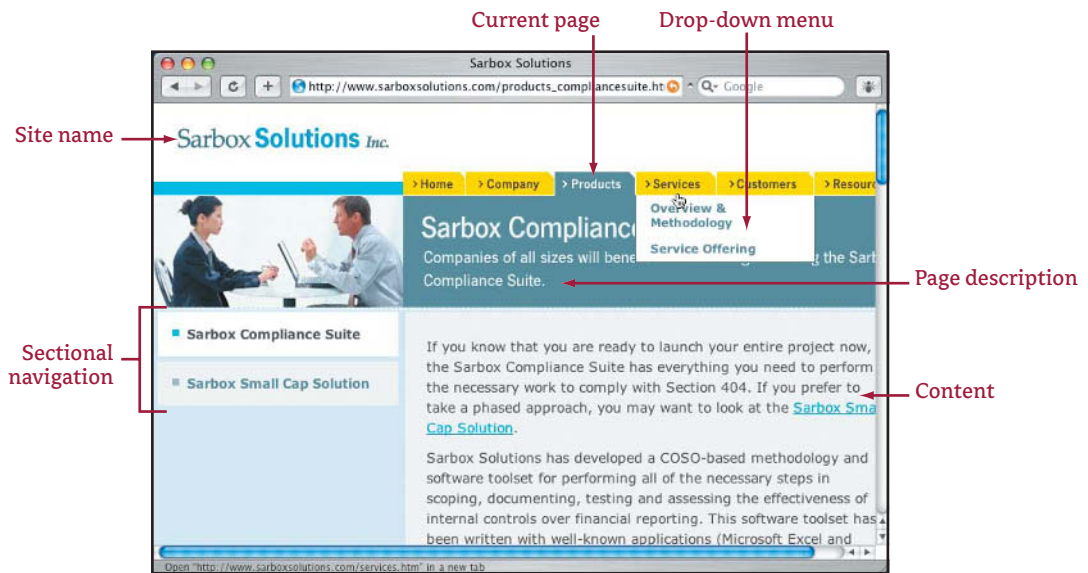 Current page
Drop-down menu
Sarbox Solutions
http://www.sarboxsolutions.com/products_compliancesuite.ht
Google
Site name
Sarbox Solutions Inc.
> Home > Company > Products > Services > Customers > Resourc
Overview &
Methodology
Service Offering
Sarbox Complianc
Companies of all sizes will bene
g the Sarb
Compliance Suite.
Page description
Sectional
navigation
Sarbox Compliance Suite
Sarbox Small Cap Solution
If you know that you are ready to launch your entire project now,
the Sarbox Compliance Suite has everything you need to perform
the necessary work to comply with Section 404. If you prefer to
take a phased approach, you may want to look at the Sarbox Sma
Cap Solution.
Content
Sarbox Solutions has developed a COSO-based methodology and
software toolset for performing all of the necessary steps in
scoping, documenting, testing and assessing the effectiveness of
internal controls over financial reporting. This software toolset has
been written with well-known applications (Microsoft Excel and
Open "http://www.sarboxsolutions.com/services.htm" in a new tab